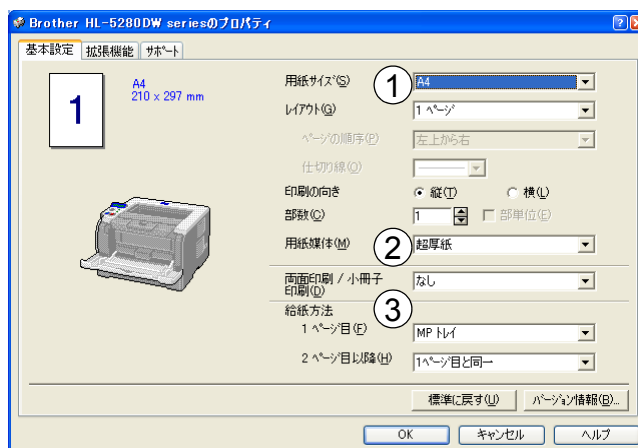 Brother HL-5280DW seriesのプロパティ
基本設定 拡張機能 サポート
1
A4
210 x 297 mm
用紙サイズ(S) ① A4
レイアウト(G) 1 ページ
ページの順序(P) 左上から右
仕切り線(O)
印刷の向き 縦(T) 横(L)
部数(C) 1 部単位(E)
用紙媒体(M) ② 超厚紙
両面印刷 / 小冊子
印刷(D) なし
給紙方法 ③
1 ページ目(F) MP トレイ
2 ページ目以降(H) 1ページ目と同一
標準に戻す(U) バージョン情報(B)...
OK キャンセル ヘルプ